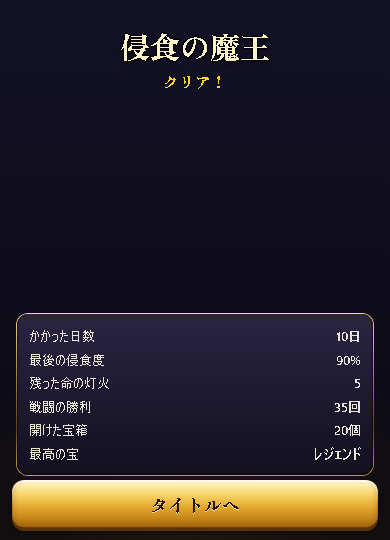 侵食の魔王
クリア！
かかった日数 10日
最後の侵食度 90%
残った命の灯火 5
戦闘の勝利 35回
開けた宝箱 20個
最高の宝 レジェンド
タイトルへ